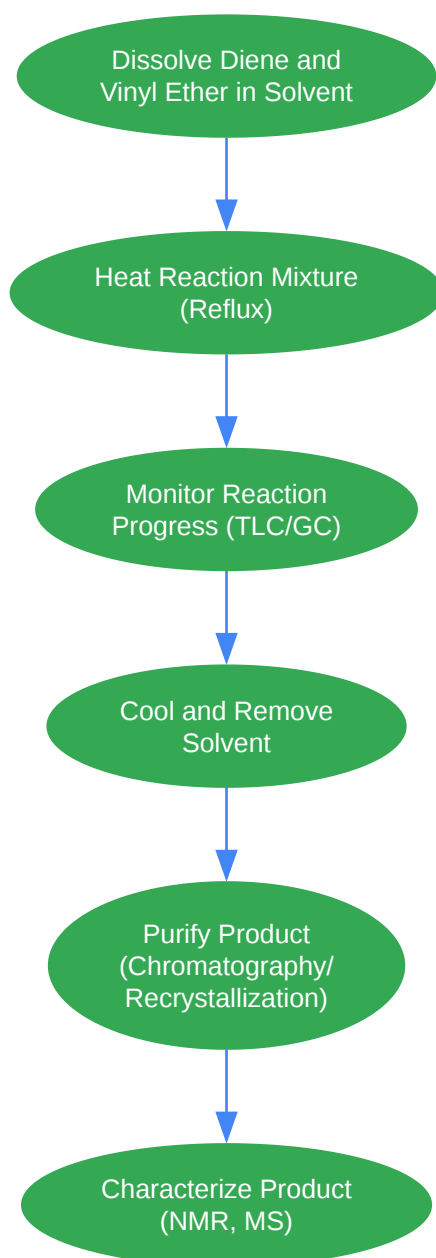 Dissolve Diene and
Vinyl Ether in Solvent
Heat Reaction Mixture
(Reflux)
Monitor Reaction
Progress (TLC/GC)
Cool and Remove
Solvent
Purify Product
(Chromatography/
Recrystallization)
Characterize Product
(NMR, MS)